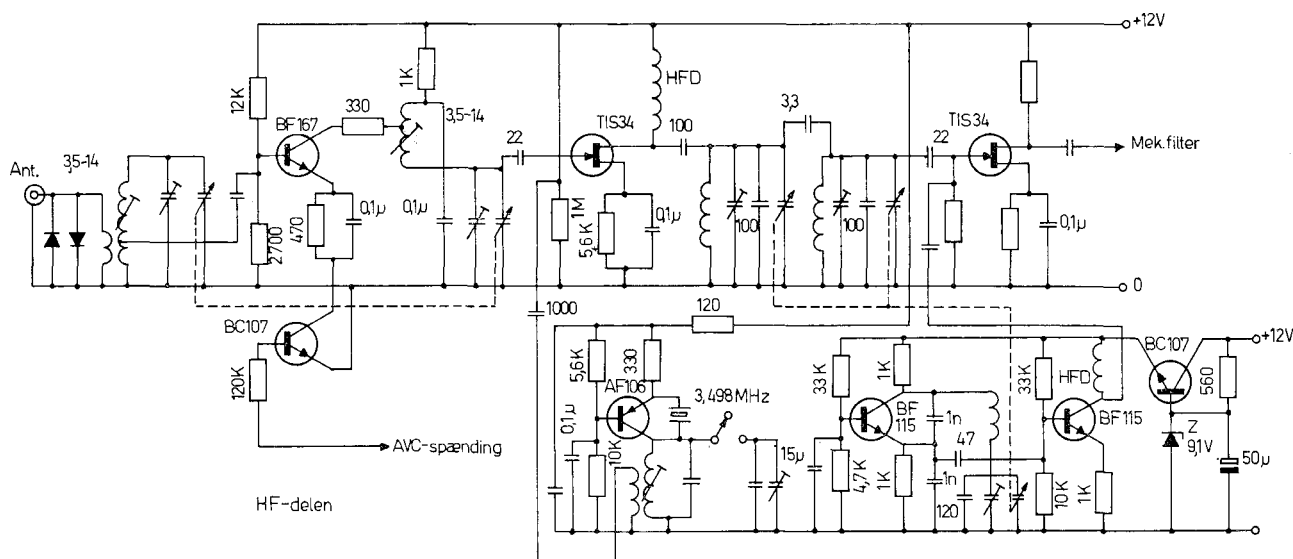 +12V
1K
HFD
12K
330
3,5-14
3,3
BF167
TIS34
TIS34
22
100
22
Mek.filter
Ant.
3,5-14
470
0,1µ
0,1µ
1M
5,6K
0,1µ
100
100
0,1µ
2700
0
1000
120
BC107
120K
AVC-spænding
HF-delen
5,6K
330
AF106
3,498 MHz
0,1µ
10K
15µ
33K
1K
BF
115
1n
47
4,7K
1K
1n
120
33K
HFD
BF115
10K
1K
BC107
+12V
560
Z
9,1V
50µ